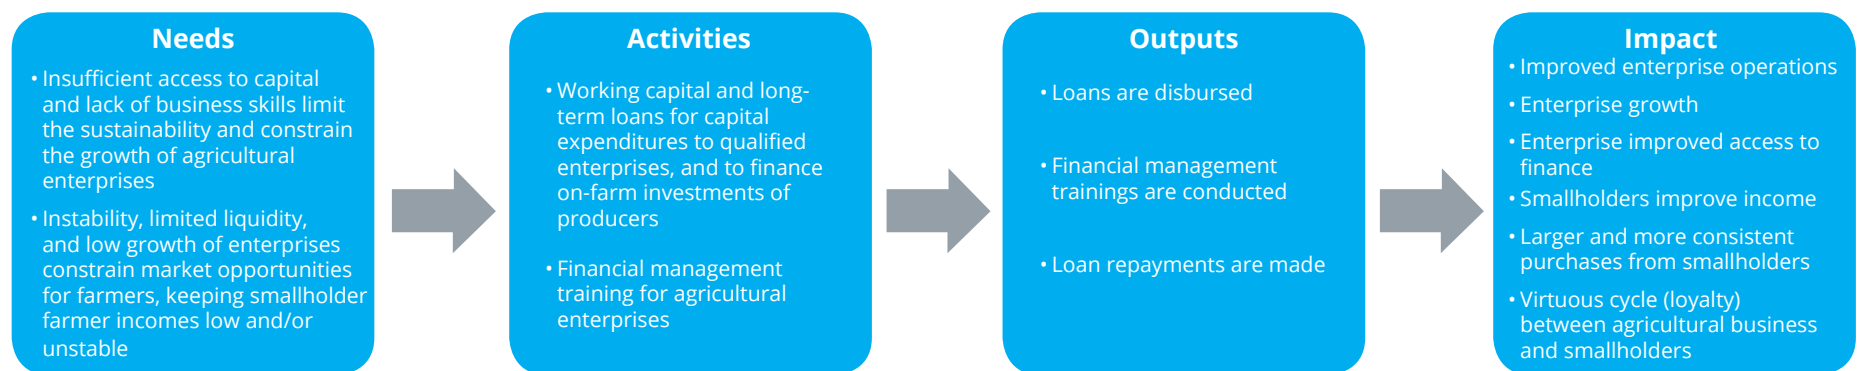 Needs
• Insufficient access to capital
and lack of business skills limit
the sustainability and constrain
the growth of agricultural
enterprises
• Instability, limited liquidity,
and low growth of enterprises
constrain market opportunities
for farmers, keeping smallholder
farmer incomes low and/or
unstable
Activities
• Working capital and long-
term loans for capital
expenditures to qualified
enterprises, and to finance
on-farm investments of
producers
• Financial management
training for agricultural
enterprises
Outputs
• Loans are disbursed
• Financial management
trainings are conducted
• Loan repayments are made
Impact
• Improved enterprise operations
• Enterprise growth
• Enterprise improved access to
finance
• Smallholders improve income
• Larger and more consistent
purchases from smallholders
• Virtuous cycle (loyalty)
between agricultural business
and smallholders